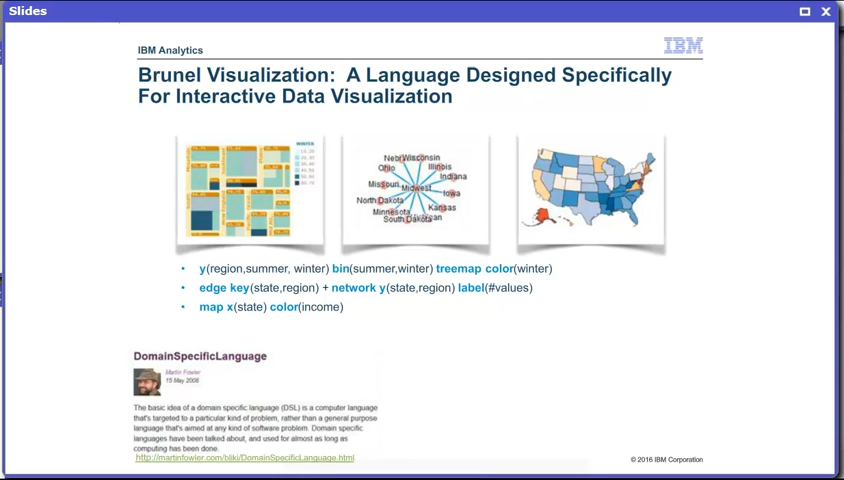 Slides
IBM Analytics
IBM
Brunel Visualization: A Language Designed Specifically
For Interactive Data Visualization
WINTER
Nebr Wisconsin
Ohio
Illinois
Indiana
Missouri
Midwest
Iowa
North Dakota
Kansas
Minnesota
South Dakota
• y(region,summer, winter) bin(summer,winter) treemap color(winter)
• edge key(state,region) + network y(state,region) label(#values)
• map x(state) color(income)
DomainSpecificLanguage
Martin Fowler
15 May 2008
The basic idea of a domain specific language (DSL) is a computer language
that's targeted to a particular kind of problem, rather than a general purpose
language that's aimed at any kind of software problem. Domain specific
languages have been talked about, and used for almost as long as
computing has been done.
http://martinfowler.com/bliki/DomainSpecificLanguage.html
© 2016 IBM Corporation